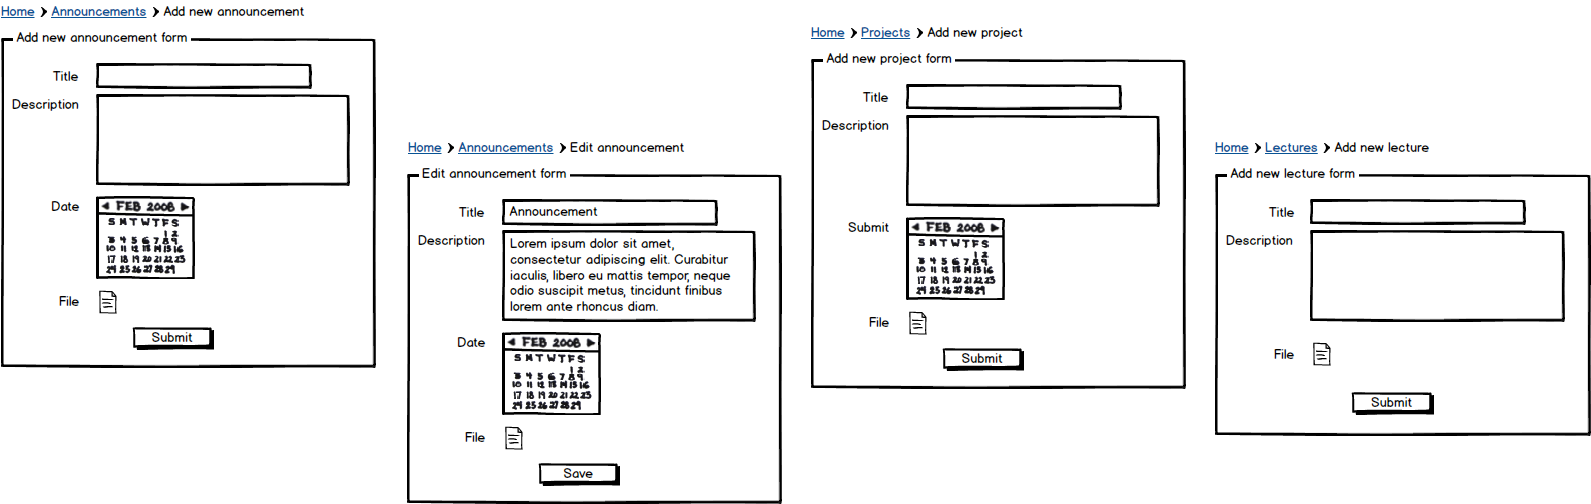 Home > Announcements > Add new announcement
Add new announcement form
Title
Description
Date
FEB 2008
S M T W T F S
1 2
3 4 5 6 7 8 9
10 11 12 13 14 15 16
17 18 19 20 21 22 23
24 25 26 27 28 29
File
Submit
Home > Announcements > Edit announcement
Edit announcement form
Title
Announcement
Description
Lorem ipsum dolor sit amet,
consectetur adipiscing elit. Curabitur
iaculis, libero eu mattis tempor, neque
odio suscipit metus, tincidunt finibus
lorem ante rhoncus diam.
Date
FEB 2008
S M T W T F S
1 2
3 4 5 6 7 8 9
10 11 12 13 14 15 16
17 18 19 20 21 22 23
24 25 26 27 28 29
File
Save
Home > Projects > Add new project
Add new project form
Title
Description
Submit
FEB 2008
S M T W T F S
1 2
3 4 5 6 7 8 9
10 11 12 13 14 15 16
17 18 19 20 21 22 23
24 25 26 27 28 29
File
Submit
Home > Lectures > Add new lecture
Add new lecture form
Title
Description
File
Submit